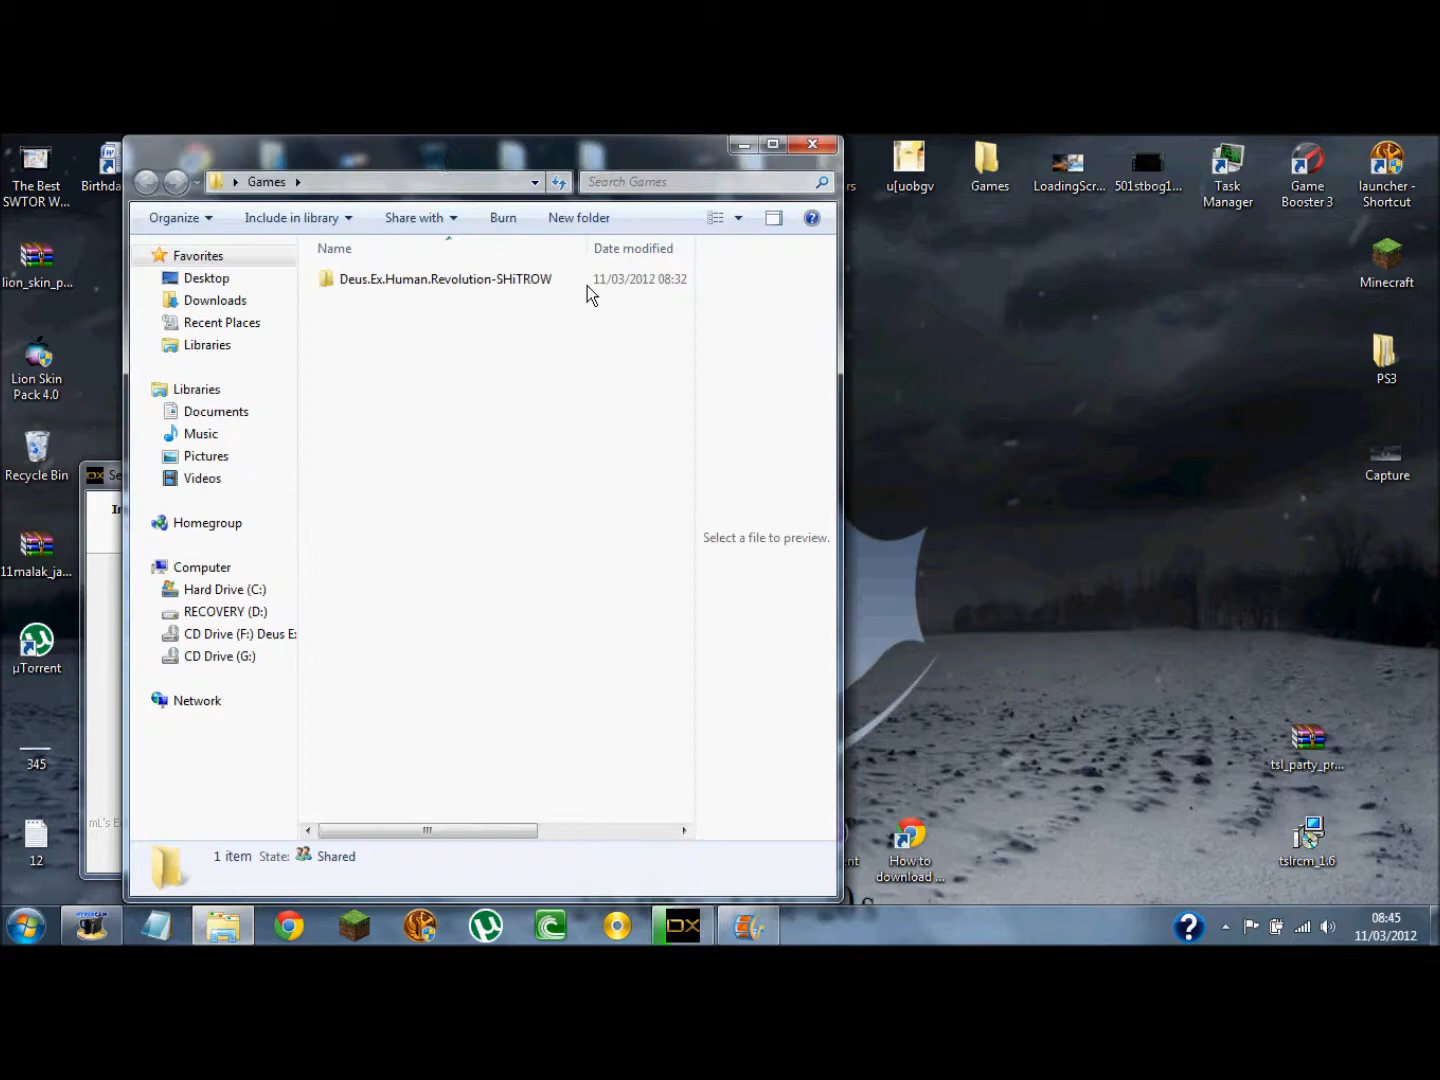 The Best
SWTOR W...
Birthda
lion_skin_p...
Lion Skin
Pack 4.0
Recycle Bin
11malak_ja...
µTorrent
345
12
Games
Search Games
Organize
Include in library
Share with
Burn
New folder
Name
Date modified
Deus.Ex.Human.Revolution-SHiTROW
11/03/2012 08:32
Favorites
Desktop
Downloads
Recent Places
Libraries
Libraries
Documents
Music
Pictures
Videos
Homegroup
Computer
Hard Drive (C:)
RECOVERY (D:)
CD Drive (F:) Deus E
CD Drive (G:)
Network
Select a file to preview.
1 item
State:
Shared
u[uobgv
Games
LoadingScr...
501stbog1...
Task
Manager
Game
Booster 3
launcher -
Shortcut
Minecraft
PS3
Capture
tsl_party_pr...
How to
download ...
tslrcm_1.6
HYPERCAM
DX
08:45
11/03/2012